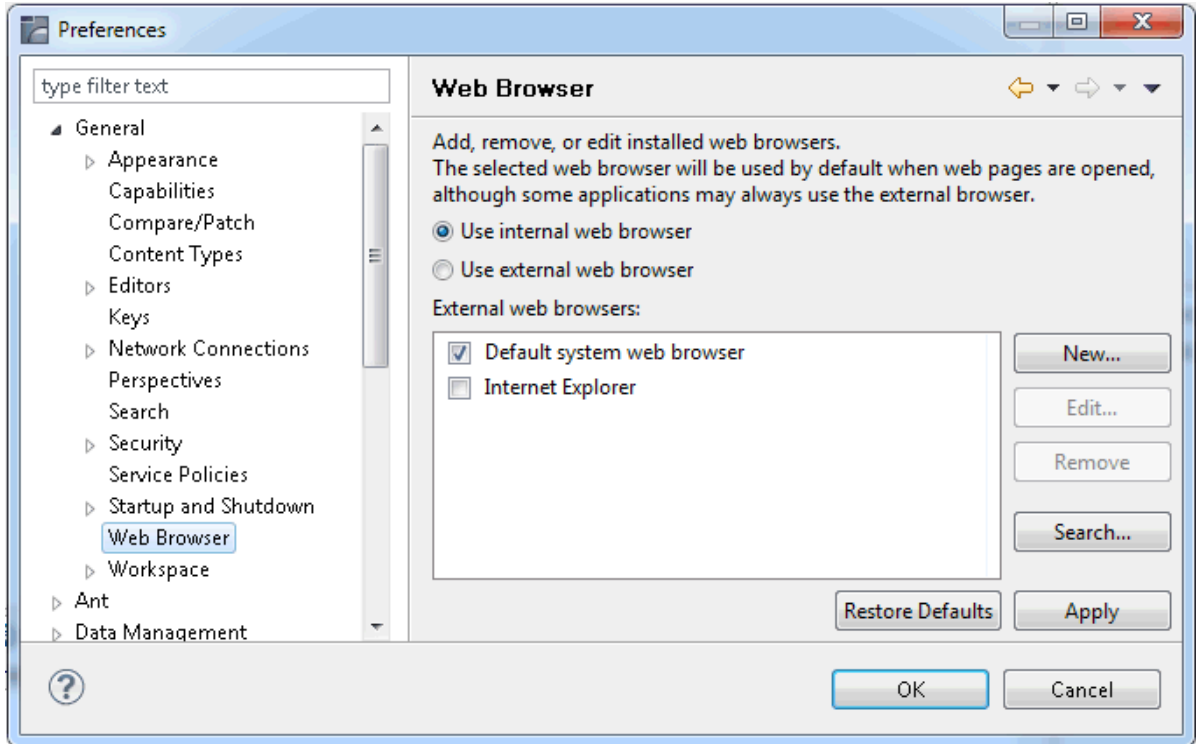 Preferences
type filter text
General
Appearance
Capabilities
Compare/Patch
Content Types
Editors
Keys
Network Connections
Perspectives
Search
Security
Service Policies
Startup and Shutdown
Web Browser
Workspace
Ant
Data Management
Web Browser
Add, remove, or edit installed web browsers.
The selected web browser will be used by default when web pages are opened,
although some applications may always use the external browser.
Use internal web browser
Use external web browser
External web browsers:
Default system web browser
Internet Explorer
New...
Edit...
Remove
Search...
Restore Defaults
Apply
?
OK
Cancel